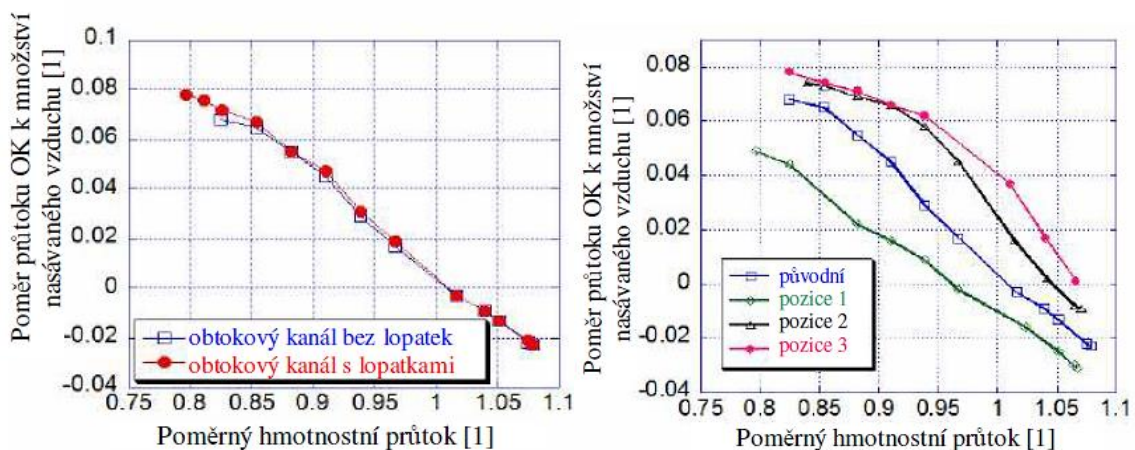 Poměr průtoku OK k množství
nasávaného vzduchu [1]
0.1
0.08
0.06
0.04
0.02
0
-0.02
-0.04
obtokový kanál bez lopatek
obtokový kanál s lopatkami
0.75 0.8 0.85 0.9 0.95 1 1.05 1.1
Poměrný hmotnostní průtok [1]
Poměr průtoku OK k množství
nasávaného vzduchu [1]
0.08
0.06
0.04
0.02
0
-0.02
-0.04
původní
pozice 1
pozice 2
pozice 3
0.75 0.8 0.85 0.9 0.95 1 1.05 1.1
Poměrný hmotnostní průtok [1]